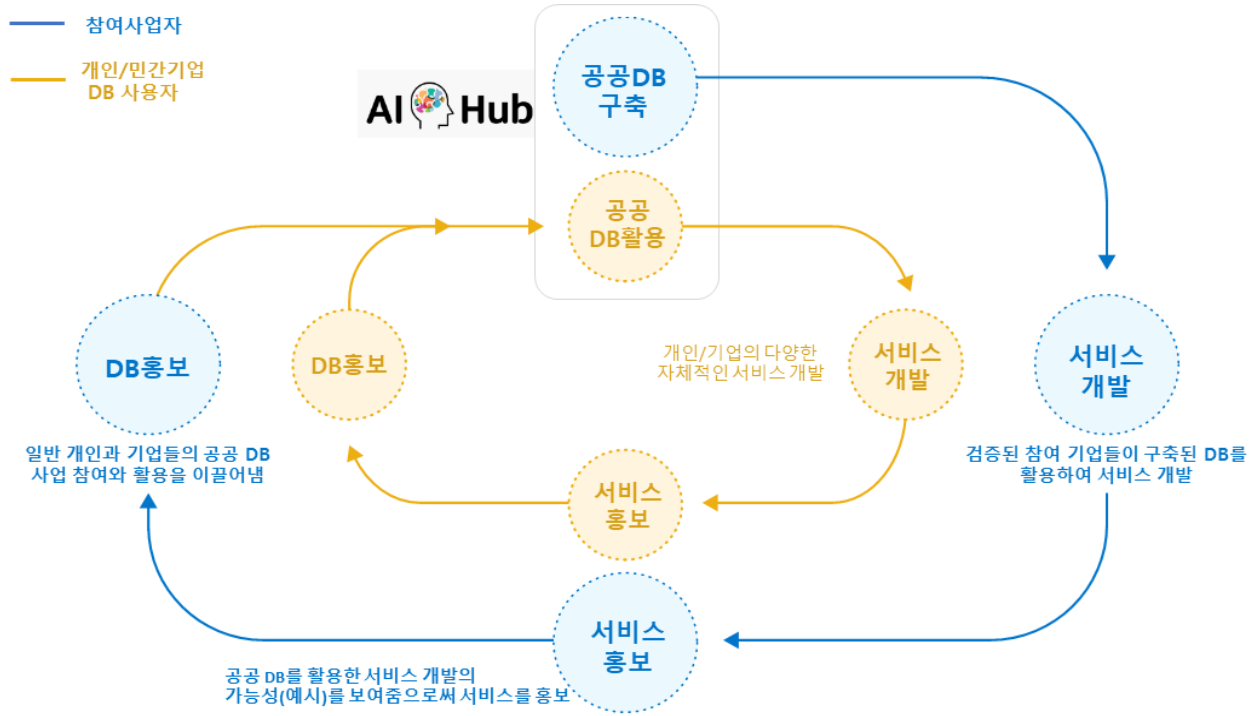 참여사업자
개인/민간기업
DB 사용자
AI Hub
공공DB
구축
공공
DB활용
DB홍보
DB홍보
개인/기업의 다양한
자체적인 서비스 개발
서비스
개발
서비스
개발
일반 개인과 기업들의 공공 DB
사업 참여와 활용을 이끌어냄
검증된 참여 기업들이 구축된 DB를
활용하여 서비스 개발
서비스
홍보
서비스
홍보
공공 DB를 활용한 서비스 개발의
가능성(예시)를 보여줌으로써 서비스를 홍보